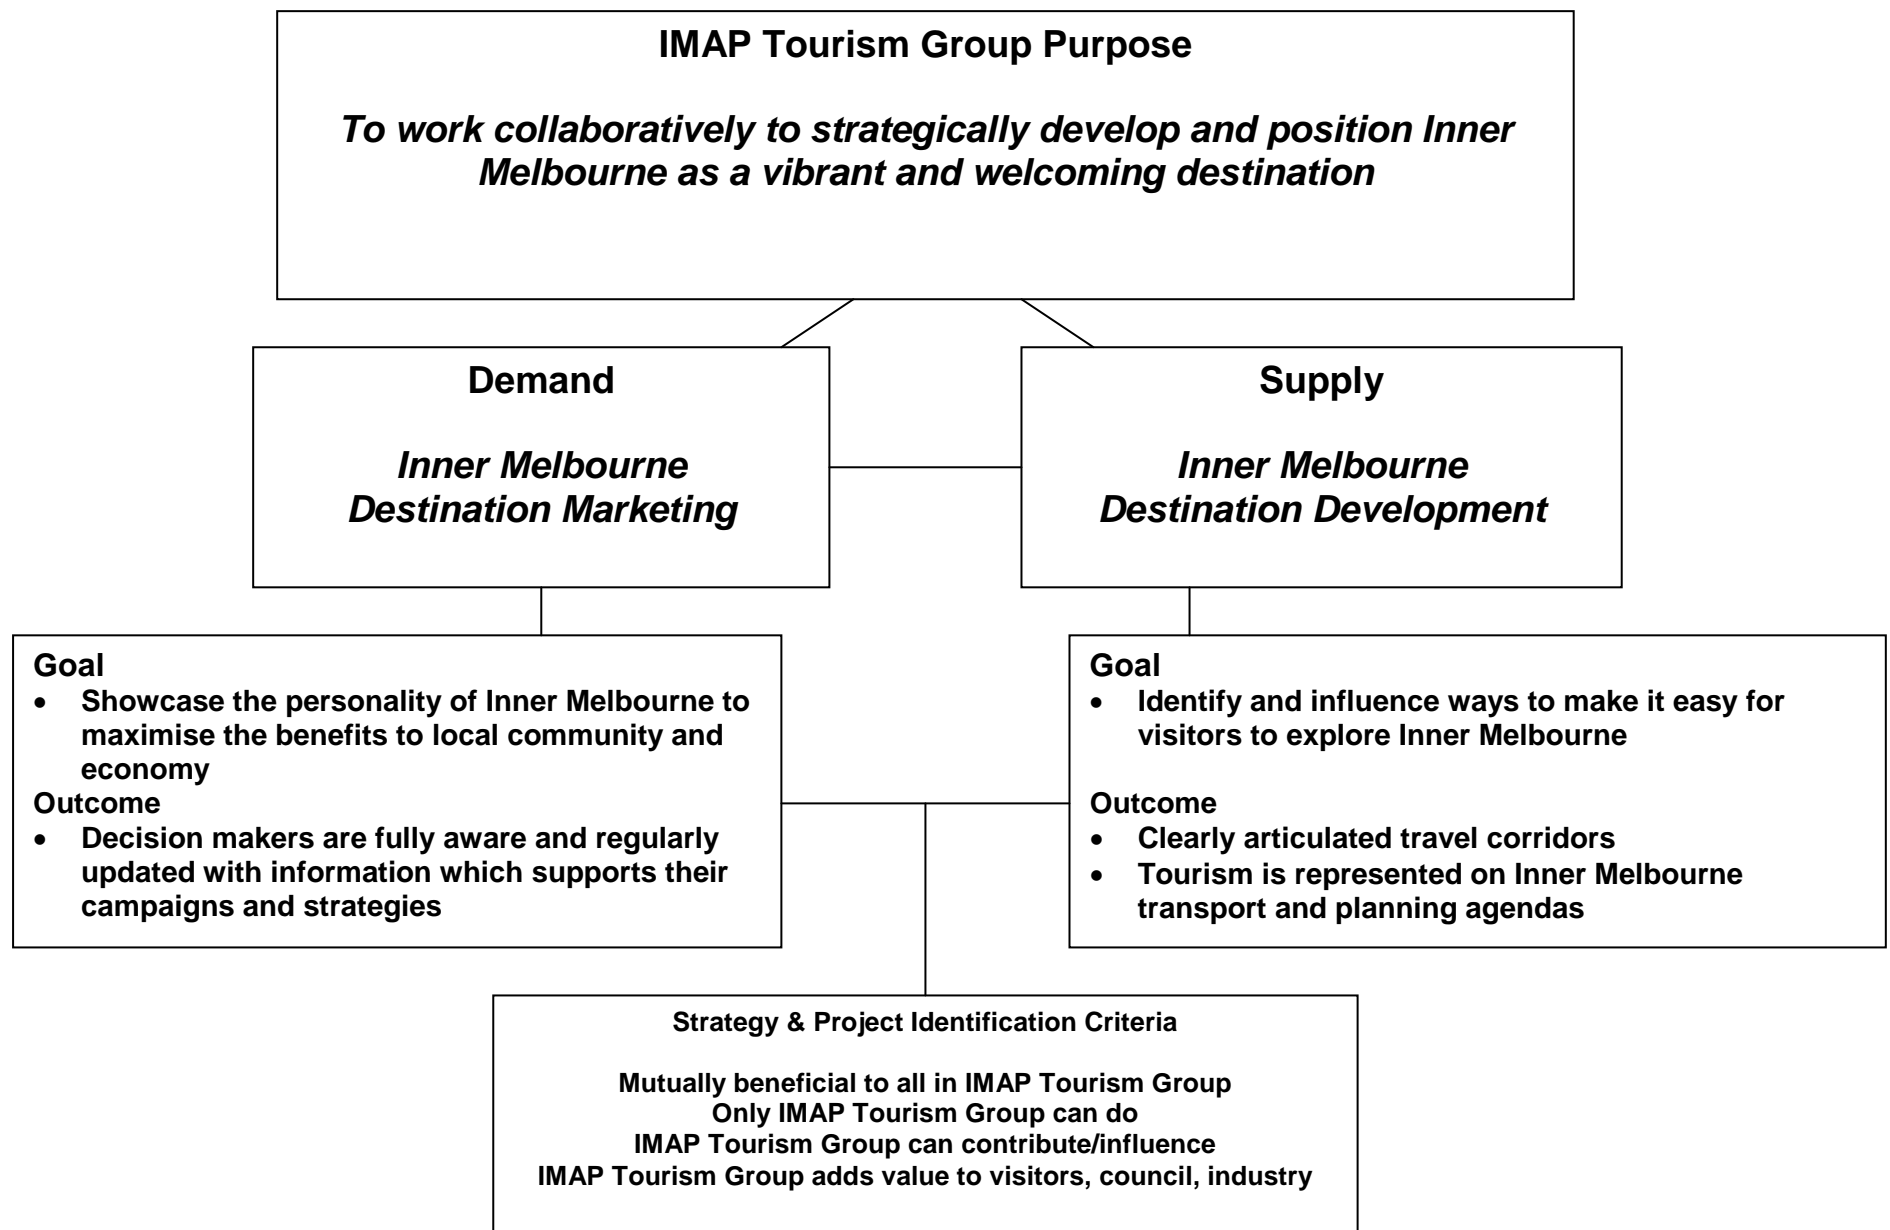 IMAP Tourism Group Purpose
To work collaboratively to strategically develop and position Inner
Melbourne as a vibrant and welcoming destination
Demand
Inner Melbourne
Destination Marketing
Supply
Inner Melbourne
Destination Development
Goal
• Showcase the personality of Inner Melbourne to
maximise the benefits to local community and
economy
Outcome
• Decision makers are fully aware and regularly
updated with information which supports their
campaigns and strategies
Goal
• Identify and influence ways to make it easy for
visitors to explore Inner Melbourne
Outcome
• Clearly articulated travel corridors
• Tourism is represented on Inner Melbourne
transport and planning agendas
Strategy & Project Identification Criteria
Mutually beneficial to all in IMAP Tourism Group
Only IMAP Tourism Group can do
IMAP Tourism Group can contribute/influence
IMAP Tourism Group adds value to visitors, council, industry